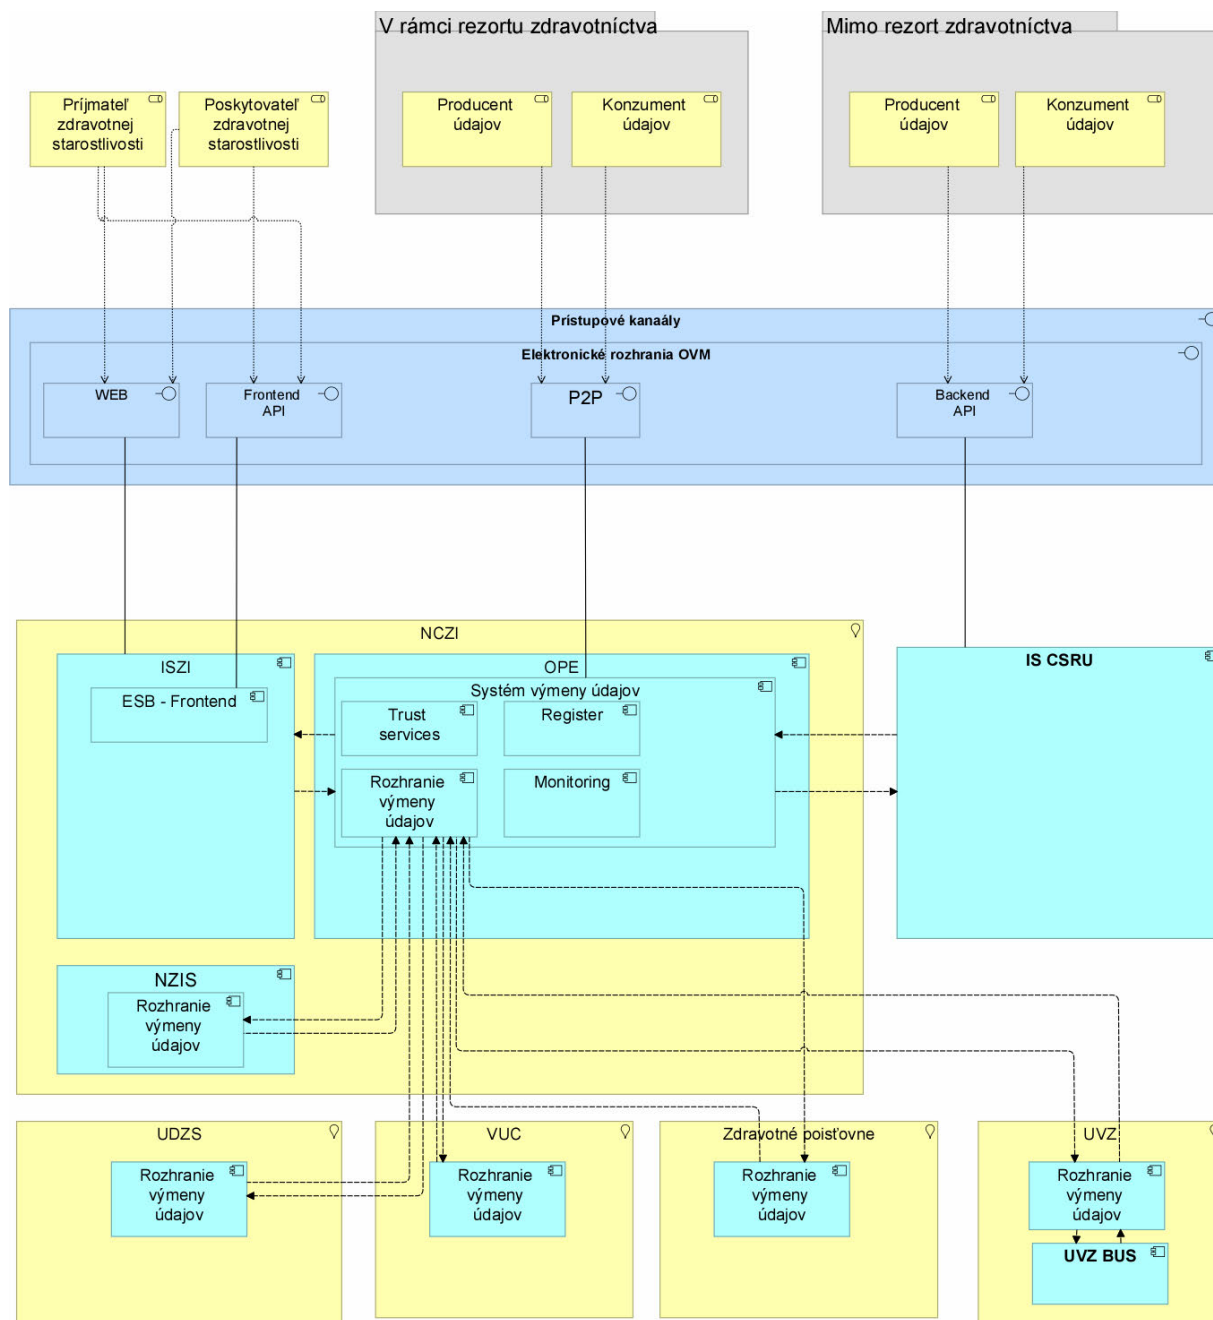 V rámci rezortu zdravotníctva
Mimo rezort zdravotníctva
Príjmateľ
zdravotnej
starostlivosti
Poskytovateľ
zdravotnej
starostlivosti
Producent
údajov
Konzument
údajov
Producent
údajov
Konzument
údajov
Prístupové kanaály
Elektronické rozhrania OVM
WEB
Frontend
API
P2P
Backend
API
NCZI
ISZI
ESB - Frontend
OPE
Systém výmeny údajov
Trust
services
Register
Rozhranie
výmeny
údajov
Monitoring
IS CSRU
NZIS
Rozhranie
výmeny
údajov
UDZS
Rozhranie
výmeny
údajov
VUC
Rozhranie
výmeny
údajov
Zdravotné poisťovne
Rozhranie
výmeny
údajov
UVZ
Rozhranie
výmeny
údajov
UVZ BUS